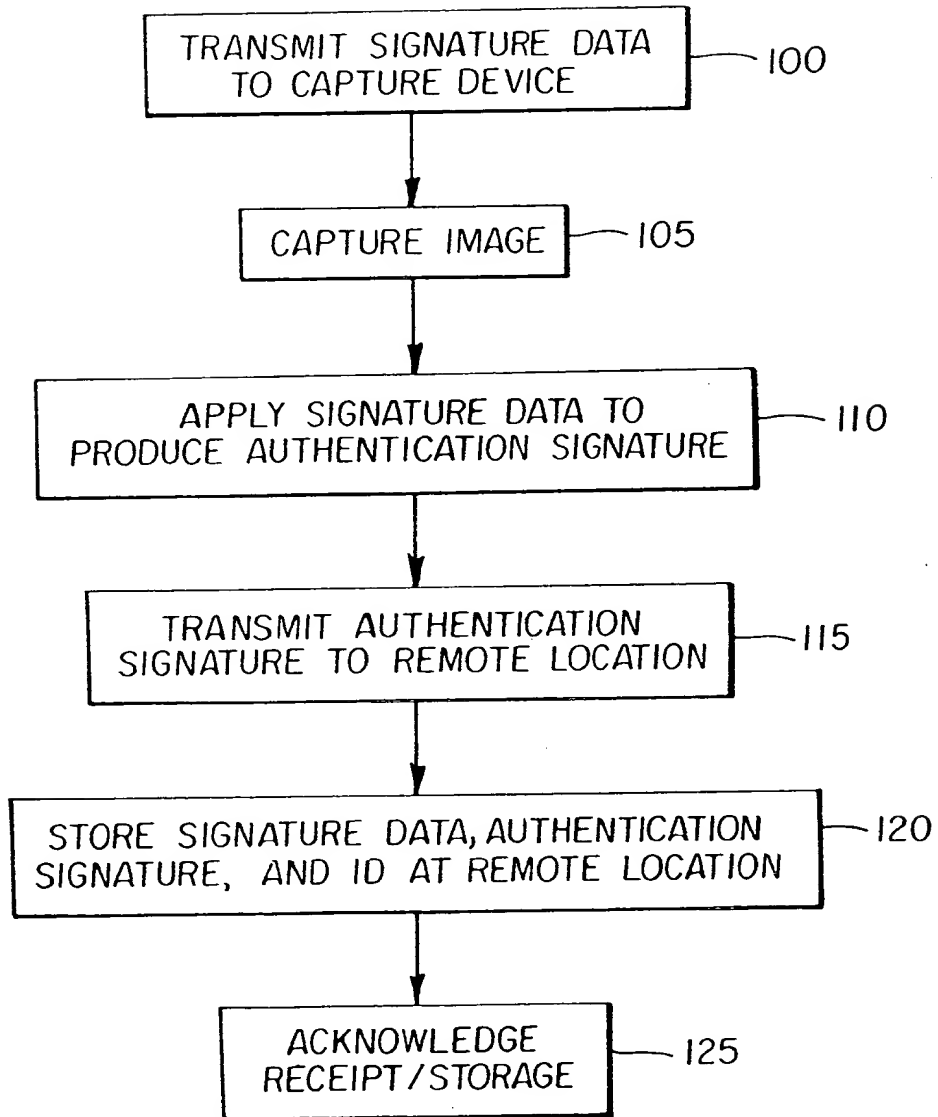 TRANSMIT SIGNATURE DATA
TO CAPTURE DEVICE
100
CAPTURE IMAGE
105
APPLY SIGNATURE DATA TO
PRODUCE AUTHENTICATION SIGNATURE
110
TRANSMIT AUTHENTICATION
SIGNATURE TO REMOTE LOCATION
115
STORE SIGNATURE DATA, AUTHENTICATION
SIGNATURE, AND ID AT REMOTE LOCATION
120
ACKNOWLEDGE
RECEIPT/STORAGE
125